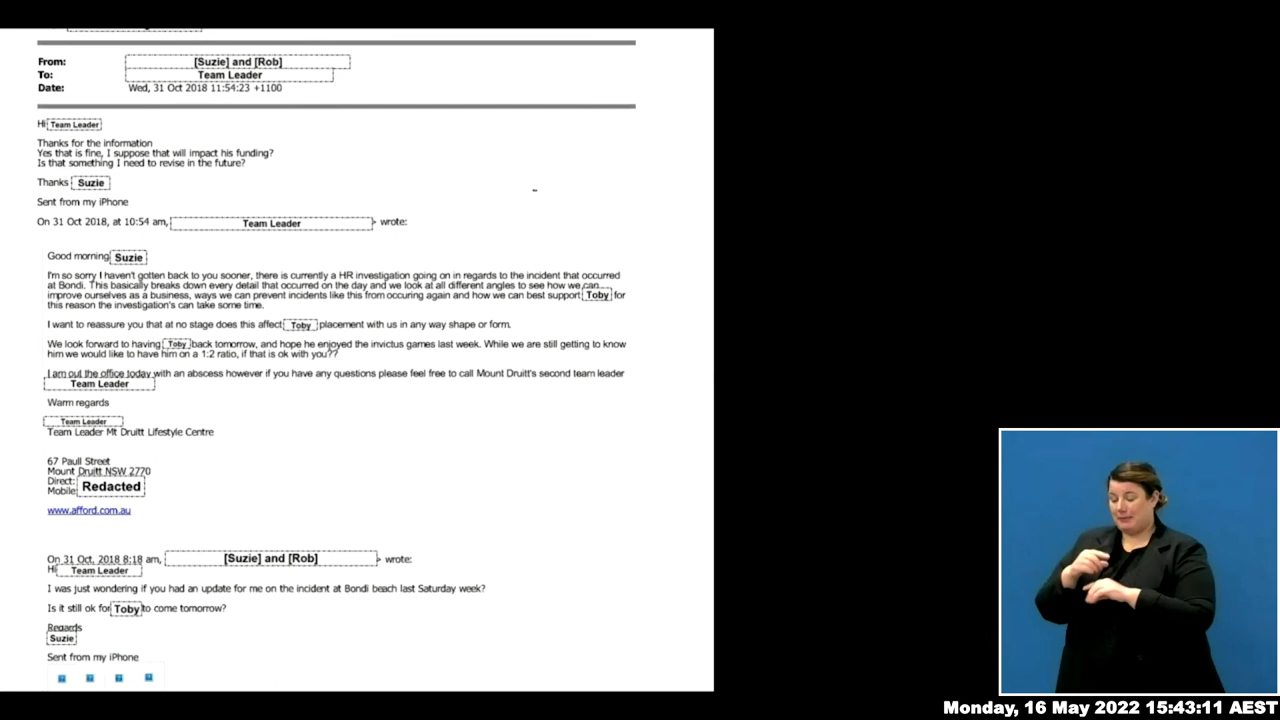 From: [Suzie] and [Rob]
To: Team Leader
Date: Wed, 31 Oct 2018 11:54:23 +1100
Hi Team Leader
Thanks for the information
Yes that is fine, I suppose that will impact his funding?
Is that something I need to revise in the future?
Thanks Suzie
Sent from my iPhone
On 31 Oct 2018, at 10:54 am, Team Leader > wrote:
Good morning Suzie
I'm so sorry I haven't gotten back to you sooner, there is currently a HR investigation going on in regards to the incident that occurred
at Bondi. This basically breaks down every detail that occurred on the day and we look at all different angles to see how we can
improve ourselves as a business, ways we can prevent incidents like this from occuring again and how we can best support Toby for
this reason the investigation's can take some time.
I want to reassure you that at no stage does this affect Toby placement with us in any way shape or form.
We look forward to having Toby back tomorrow, and hope he enjoyed the invictus games last week. While we are still getting to know
him we would like to have him on a 1:2 ratio, if that is ok with you??
I am out the office today with an abscess however if you have any questions please feel free to call Mount Druitt's second team leader
Team Leader
Warm regards
Team Leader
Team Leader Mt Druitt Lifestyle Centre
67 Paull Street
Mount Druitt NSW 2770
Direct:
Mobile: Redacted
www.afford.com.au
On 31 Oct, 2018 8:18 am, [Suzie] and [Rob] > wrote:
Hi Team Leader
I was just wondering if you had an update for me on the incident at Bondi beach last Saturday week?
Is it still ok for Toby to come tomorrow?
Regards
Suzie
Sent from my iPhone
Monday, 16 May 2022 15:43:11 AEST